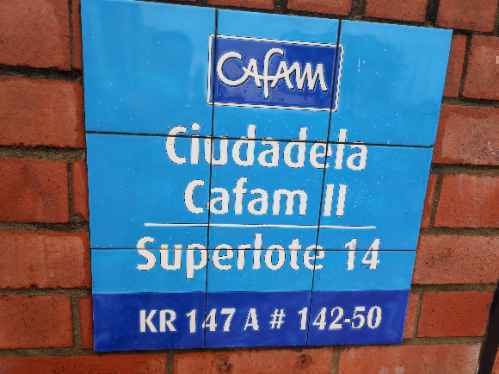 CAFAM
Ciudadela
Cafam II
Superlote 14
KR 147 A # 142-50